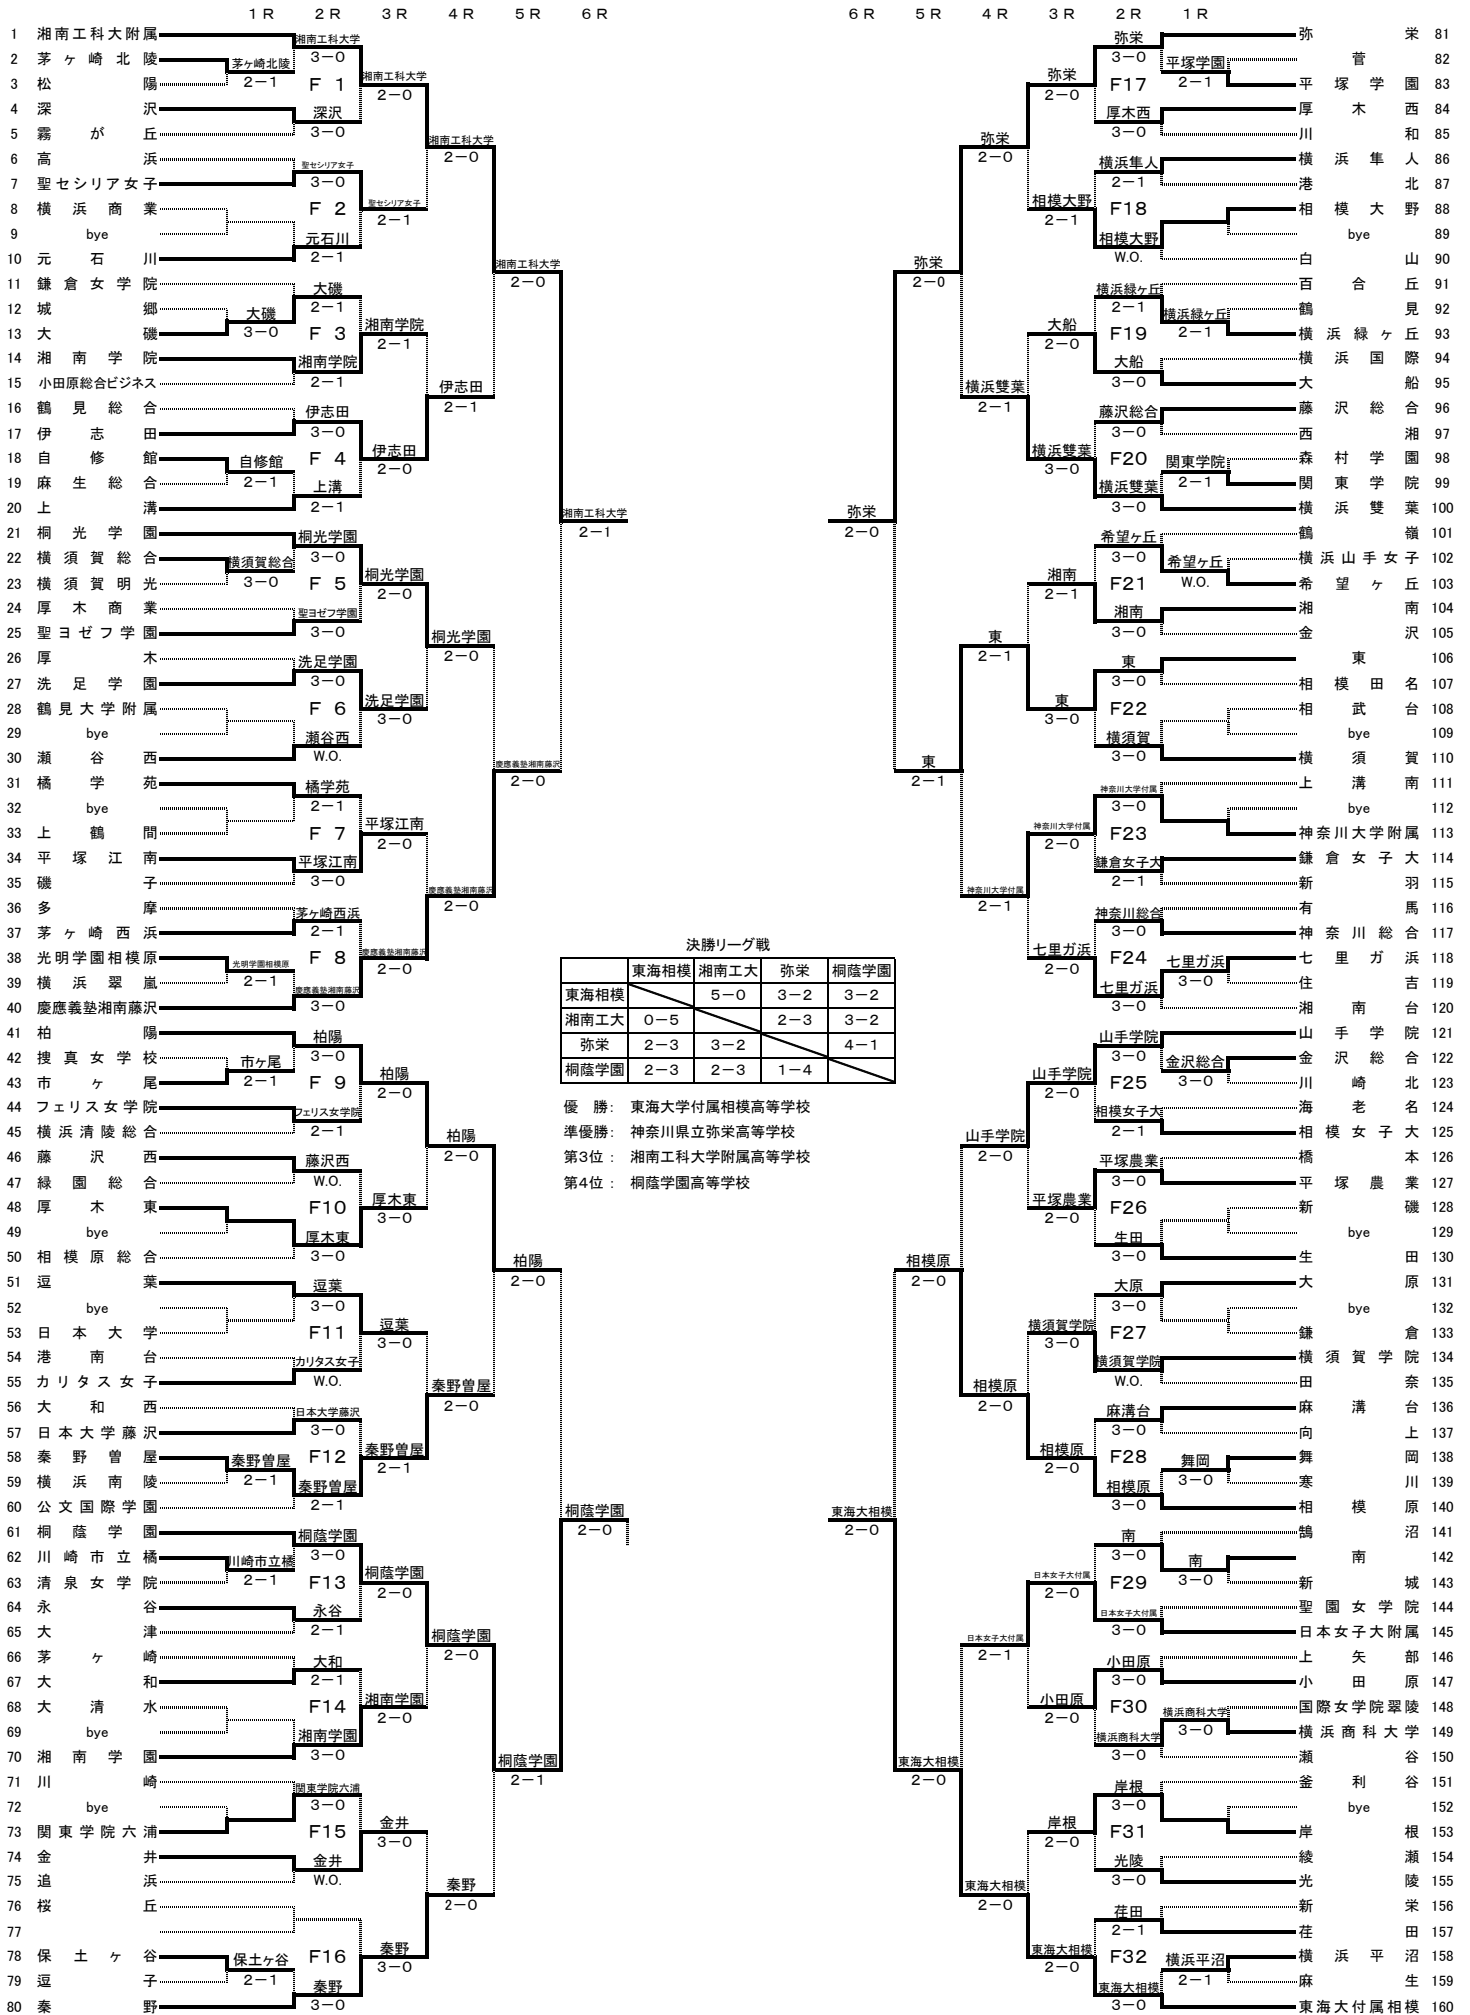 1R 2R 3R 4R 5R 6R
6R 5R 4R 3R 2R 1R
1 湘南工科大附属
2 茅ヶ崎北陵
3 松陽
4 深沢
5 霧が丘
6 高浜
7 聖セシリア女子
8 横浜商業
9 bye
10 元石川
11 鎌倉女学院
12 城郷
13 大磯
14 湘南学院
15 小田原総合ビジネス
16 鶴見総合
17 伊志田
18 自修館
19 麻生総合
20 上溝
21 桐光学園
22 横須賀総合
23 横須賀明光
24 厚木商業
25 聖ヨゼフ学園
26 厚木
27 洗足学園
28 鶴見大学附属
29 bye
30 瀬谷西
31 橘学苑
32 bye
33 上鶴間
34 平塚江南
35 磯子
36 多摩
37 茅ヶ崎西浜
38 光明学園相模原
39 横浜翠嵐
40 慶應義塾湘南藤沢
41 柏陽
42 捜真女学校
43 市ヶ尾
44 フェリス女学院
45 横浜清陵総合
46 藤沢西
47 緑園総合
48 厚木東
49 bye
50 相模原総合
51 逗葉
52 bye
53 日本大学
54 港南台
55 カリタス女子
56 大和西
57 日本大学藤沢
58 秦野曽屋
59 横浜南陵
60 公文国際学園
61 桐蔭学園
62 川崎市立橘
63 清泉女学院
64 永谷
65 大津
66 茅ヶ崎
67 大和
68 大清水
69 bye
70 湘南学園
71 川崎
72 bye
73 関東学院六浦
74 金井
75 追浜
76 桜丘
77
78 保土ヶ谷
79 逗子
80 秦野
茅ヶ崎北陵
2-1
大磯
3-0
自修館
2-1
横須賀総合
3-0
光明学園相模原
2-1
市ヶ尾
2-1
秦野曽屋
2-1
川崎市立橘
2-1
保土ヶ谷
2-1
湘南工科大学
3-0
F 1
深沢
3-0
聖セシリア女子
3-0
F 2
元石川
2-1
大磯
2-1
F 3
湘南学院
2-1
伊志田
3-0
F 4
上溝
2-1
桐光学園
3-0
F 5
聖ヨゼフ学園
3-0
洗足学園
3-0
F 6
瀬谷西
W.O.
橘学苑
2-1
F 7
平塚江南
3-0
茅ヶ崎西浜
2-1
F 8
慶應義塾湘南藤沢
3-0
柏陽
3-0
F 9
フェリス女学院
2-1
藤沢西
W.O.
F10
厚木東
3-0
逗葉
3-0
F11
カリタス女子
W.O.
日本大学藤沢
3-0
F12
秦野曽屋
2-1
桐蔭学園
3-0
F13
永谷
2-1
大和
2-1
F14
湘南学園
3-0
関東学院六浦
3-0
F15
金井
W.O.
F16
秦野
3-0
湘南工科大学
2-0
聖セシリア女子
2-1
湘南学院
2-1
伊志田
2-0
桐光学園
2-0
洗足学園
3-0
平塚江南
2-0
慶應義塾湘南藤沢
2-0
柏陽
2-0
厚木東
3-0
逗葉
3-0
秦野曽屋
2-1
桐蔭学園
2-0
湘南学園
2-0
金井
3-0
秦野
3-0
湘南工科大学
2-0
伊志田
2-1
桐光学園
2-0
慶應義塾湘南藤沢
2-0
柏陽
2-0
秦野曽屋
2-0
桐蔭学園
2-0
秦野
2-0
湘南工科大学
2-0
慶應義塾湘南藤沢
2-0
柏陽
2-0
桐蔭学園
2-1
湘南工科大学
2-1
桐蔭学園
2-0
決勝リーグ戦
東海相模 湘南工大 弥栄 桐蔭学園
東海相模 5-0 3-2 3-2
湘南工大 0-5 2-3 3-2
弥栄 2-3 3-2 4-1
桐蔭学園 2-3 2-3 1-4
優 勝: 東海大学付属相模高等学校
準優勝: 神奈川県立弥栄高等学校
第3位: 湘南工科大学附属高等学校
第4位: 桐蔭学園高等学校
弥栄
2-0
東海大相模
2-0
弥栄
2-0
東
2-1
相模原
2-0
東海大相模
2-0
弥栄
2-0
横浜雙葉
2-1
東
2-1
神奈川大学付属
2-1
山手学院
2-0
相模原
2-0
日本女子大付属
2-1
東海大相模
2-0
弥栄
2-0
相模大野
2-1
大船
2-0
横浜雙葉
3-0
湘南
2-1
東
3-0
神奈川大学付属
2-0
七里ガ浜
2-0
山手学院
2-0
平塚農業
2-0
横須賀学院
3-0
相模原
2-0
日本女子大付属
2-0
小田原
2-0
岸根
2-0
東海大相模
2-0
弥栄
3-0
F17
厚木西
3-0
横浜隼人
2-1
F18
相模大野
W.O.
横浜緑ヶ丘
2-1
F19
大船
3-0
藤沢総合
3-0
F20
横浜雙葉
3-0
希望ヶ丘
3-0
F21
湘南
3-0
東
3-0
F22
横須賀
3-0
神奈川大学付属
3-0
F23
鎌倉女子大
2-1
神奈川総合
3-0
F24
七里ガ浜
3-0
山手学院
3-0
F25
相模女子大
2-1
平塚農業
3-0
F26
生田
3-0
大原
3-0
F27
横須賀学院
W.O.
麻溝台
3-0
F28
相模原
3-0
南
3-0
F29
日本女子大付属
3-0
小田原
3-0
F30
横浜商科大学
3-0
岸根
3-0
F31
光陵
3-0
荏田
2-1
F32
東海大相模
3-0
平塚学園
2-1
横浜緑ヶ丘
2-1
関東学院
2-1
希望ヶ丘
W.O.
七里ガ浜
3-0
金沢総合
3-0
舞岡
3-0
南
3-0
横浜商科大学
3-0
横浜平沼
2-1
弥栄 81
菅 82
平塚学園 83
厚木西 84
川和 85
横浜隼人 86
港北 87
相模大野 88
bye 89
白山 90
百合丘 91
鶴見 92
横浜緑ヶ丘 93
横浜国際 94
大船 95
藤沢総合 96
西湘 97
森村学園 98
関東学院 99
横浜雙葉 100
鶴嶺 101
横浜山手女子 102
希望ヶ丘 103
湘南 104
金沢 105
東 106
相模田名 107
相武台 108
bye 109
横須賀 110
上溝南 111
bye 112
神奈川大学附属 113
鎌倉女子大 114
新羽 115
有馬 116
神奈川総合 117
七里ガ浜 118
住吉 119
湘南台 120
山手学院 121
金沢総合 122
川崎北 123
海老名 124
相模女子大 125
橋本 126
平塚農業 127
新磯 128
bye 129
生田 130
大原 131
bye 132
鎌倉 133
横須賀学院 134
田奈 135
麻溝台 136
向上 137
舞岡 138
寒川 139
相模原 140
鵠沼 141
南 142
新城 143
聖園女学院 144
日本女子大附属 145
上矢部 146
小田原 147
国際女学院翠陵 148
横浜商科大学 149
瀬谷 150
釜利谷 151
bye 152
岸根 153
綾瀬 154
光陵 155
新栄 156
荏田 157
横浜平沼 158
麻生 159
東海大付属相模 160